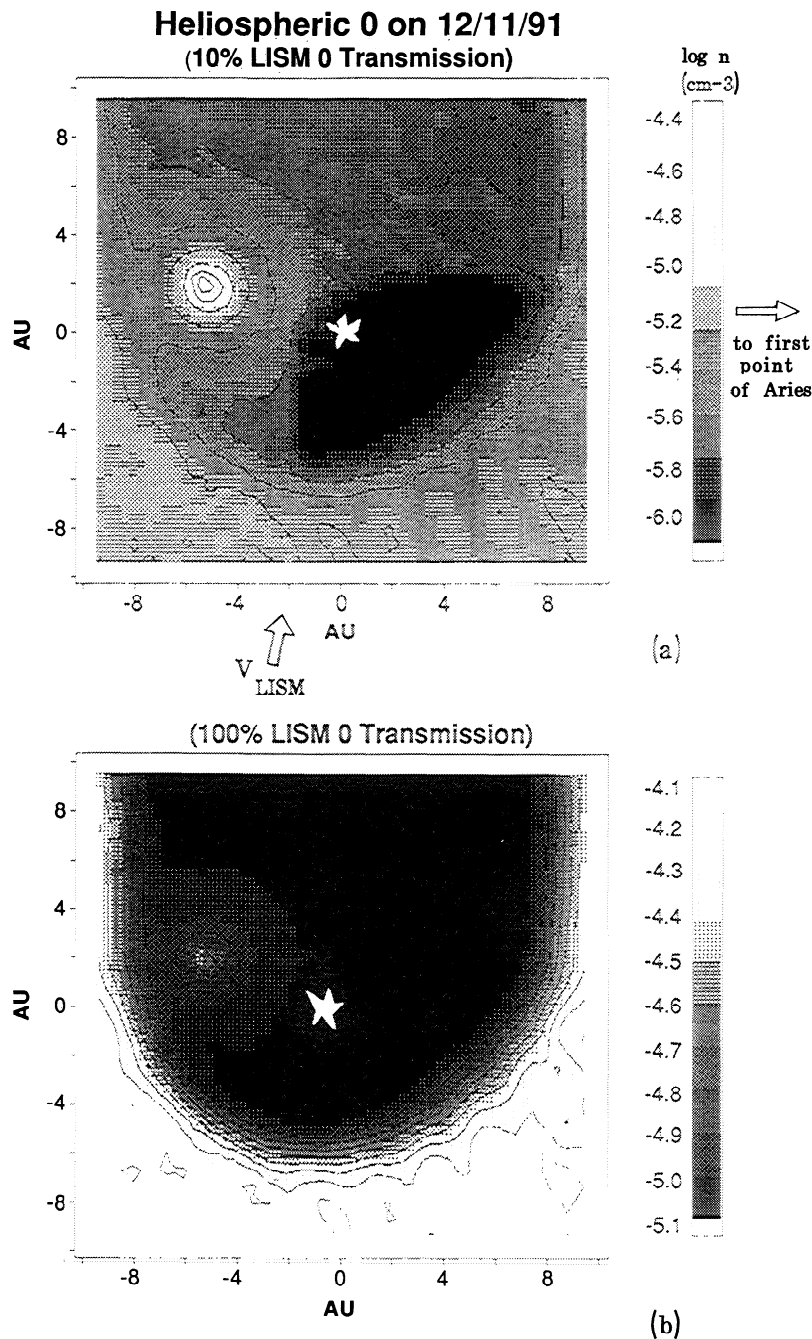 Heliospheric 0 on 12/11/91
(10% LISM 0 Transmission)
log n
(cm-3)
8
4
0
-4
-8
AU
-8
-4
0
4
8
AU
V LISM
-4.4
-4.6
-4.8
-5.0
-5.2
-5.4
-5.6
-5.8
-6.0
to first
point
of Aries
(a)
(100% LISM 0 Transmission)
8
4
0
-4
-8
AU
-8
-4
0
4
8
AU
-4.1
-4.2
-4.3
-4.4
-4.5
-4.6
-4.7
-4.8
-4.9
-5.0
-5.1
(b)